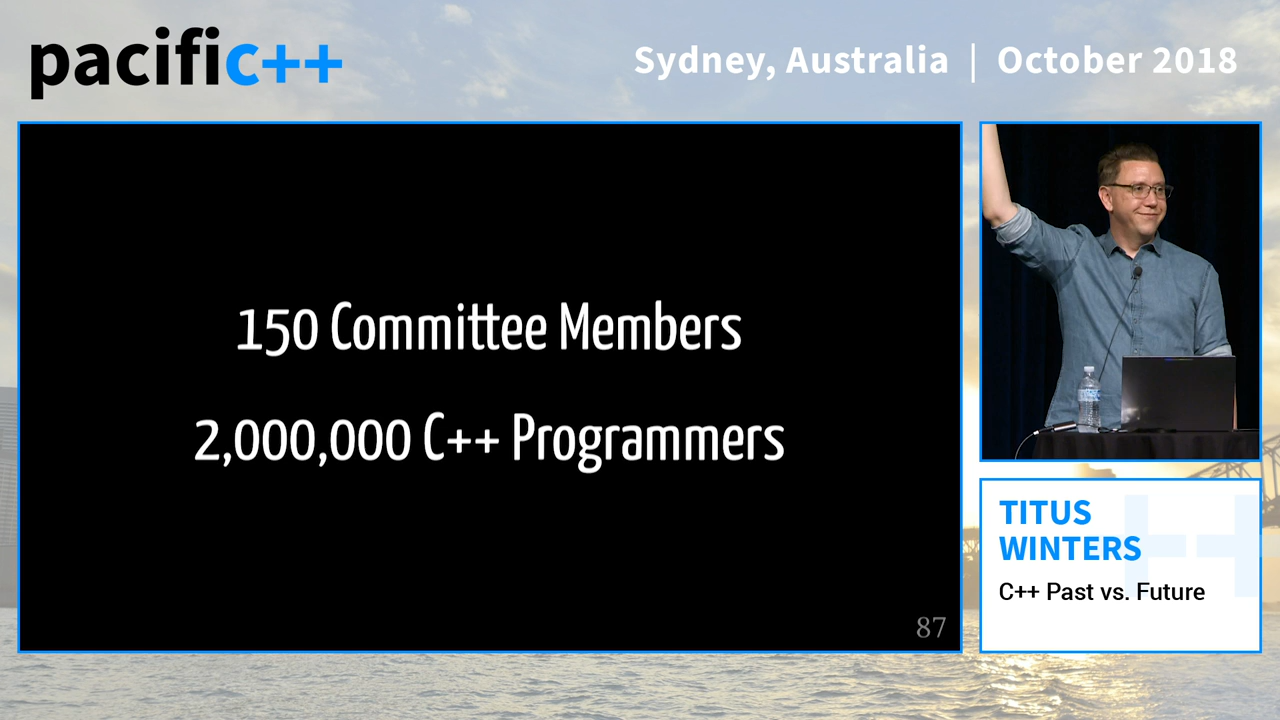 pacific++
Sydney, Australia | October 2018
150 Committee Members
2,000,000 C++ Programmers
87
TITUS
WINTERS
C++ Past vs. Future